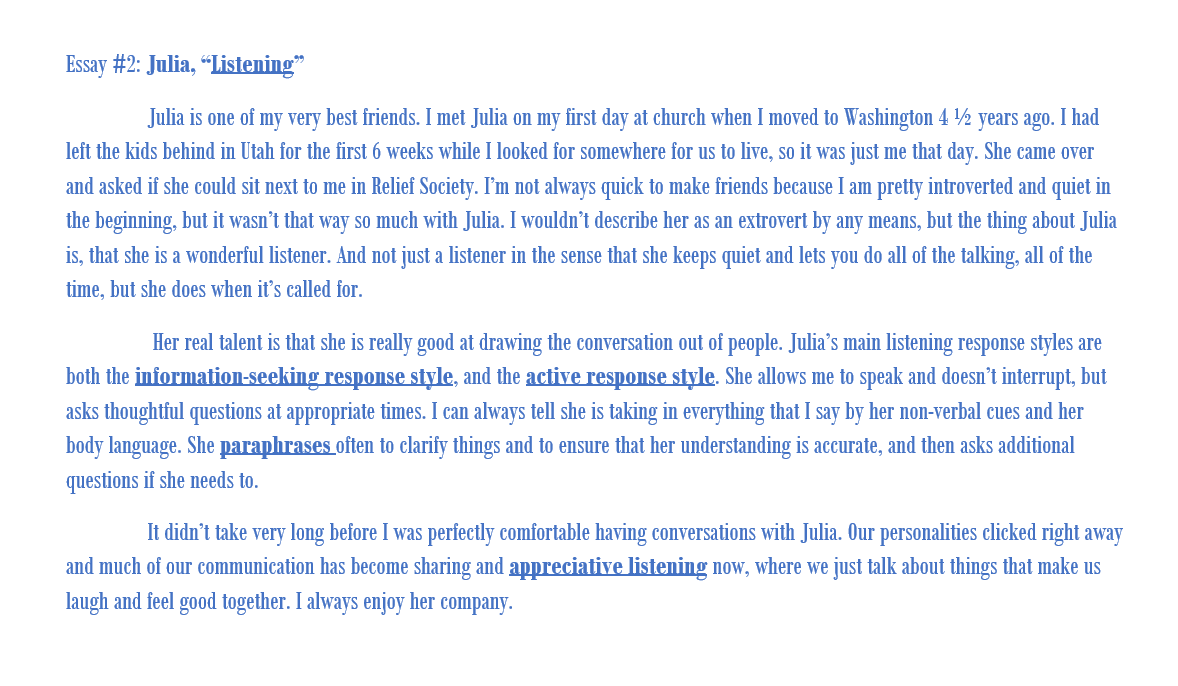 Essay #2: Julia, “Listening”
Julia is one of my very best friends. I met Julia on my first day at church when I moved to Washington 4 ½ years ago. I had
left the kids behind in Utah for the first 6 weeks while I looked for somewhere for us to live, so it was just me that day. She came over
and asked if she could sit next to me in Relief Society. I’m not always quick to make friends because I am pretty introverted and quiet in
the beginning, but it wasn’t that way so much with Julia. I wouldn’t describe her as an extrovert by any means, but the thing about Julia
is, that she is a wonderful listener. And not just a listener in the sense that she keeps quiet and lets you do all of the talking, all of the
time, but she does when it’s called for.
Her real talent is that she is really good at drawing the conversation out of people. Julia’s main listening response styles are
both the information-seeking response style, and the active response style. She allows me to speak and doesn’t interrupt, but
asks thoughtful questions at appropriate times. I can always tell she is taking in everything that I say by her non-verbal cues and her
body language. She paraphrases often to clarify things and to ensure that her understanding is accurate, and then asks additional
questions if she needs to.
It didn’t take very long before I was perfectly comfortable having conversations with Julia. Our personalities clicked right away
and much of our communication has become sharing and appreciative listening now, where we just talk about things that make us
laugh and feel good together. I always enjoy her company.